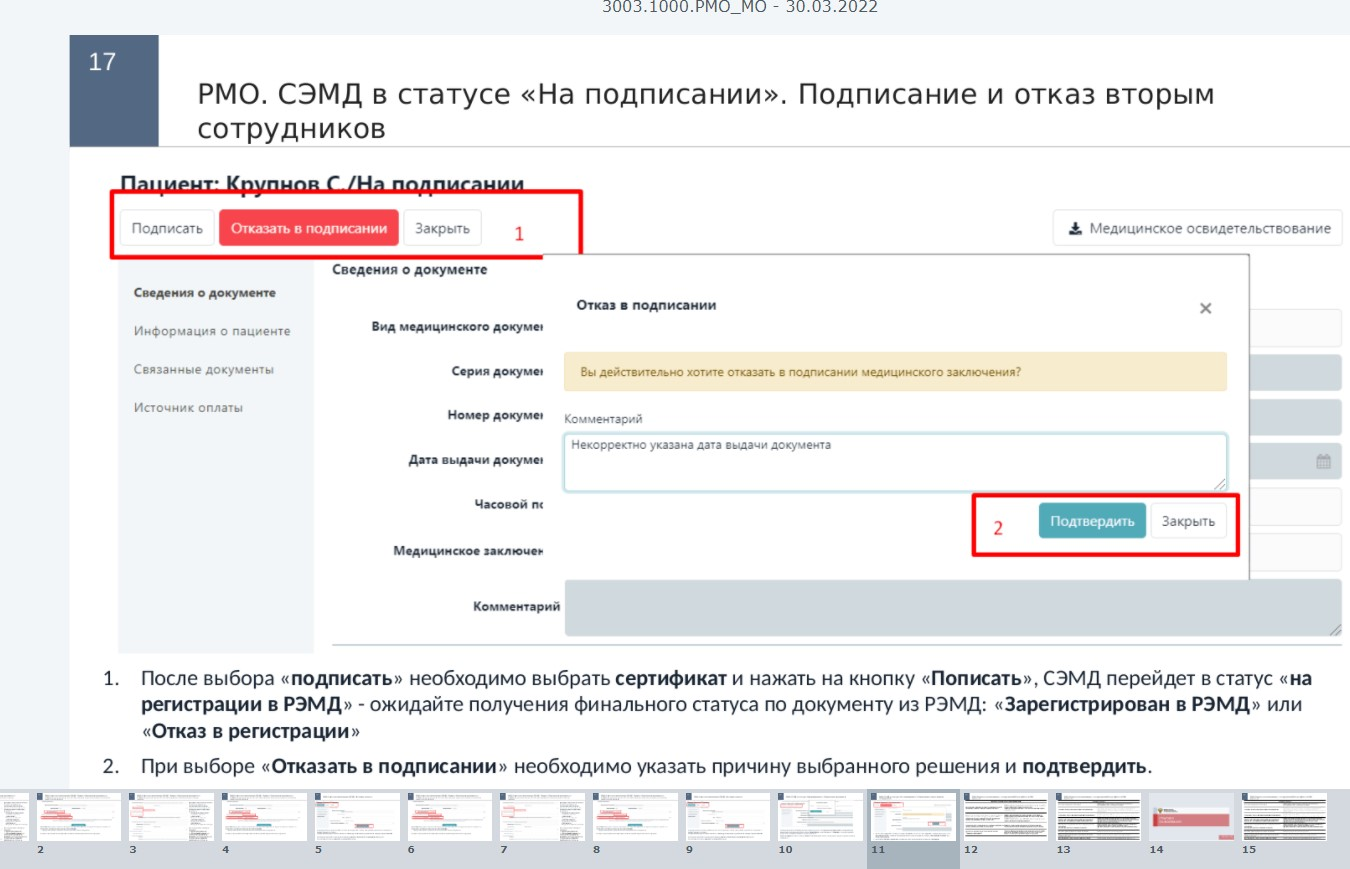 3003.1000.РМО_МО - 30.03.2022
17
РМО. СЭМД в статусе «На подписании». Подписание и отказ вторым
сотрудников
Пациент: Крупнов С./На подписании
Подписать
Отказать в подписании
Закрыть
1
Медицинское освидетельствование
Сведения о документе
Информация о пациенте
Связанные документы
Источник оплаты
Сведения о документе
Вид медицинского докумен
Серия докумен
Номер докумен
Дата выдачи докумен
Часовой по
Медицинское заключен
Комментарий
Отказ в подписании
×
Вы действительно хотите отказать в подписании медицинского заключения?
Комментарий
Некорректно указана дата выдачи документа
2
Подтвердить
Закрыть
1. После выбора «подписать» необходимо выбрать сертификат и нажать на кнопку «Пописать», СЭМД перейдет в статус «на
регистрации в РЭМД» - ожидайте получения финального статуса по документу из РЭМД: «Зарегистрирован в РЭМД» или
«Отказ в регистрации»
2. При выборе «Отказать в подписании» необходимо указать причину выбранного решения и подтвердить.
2
3
4
5
6
7
8
9
10
11
12
13
14
15